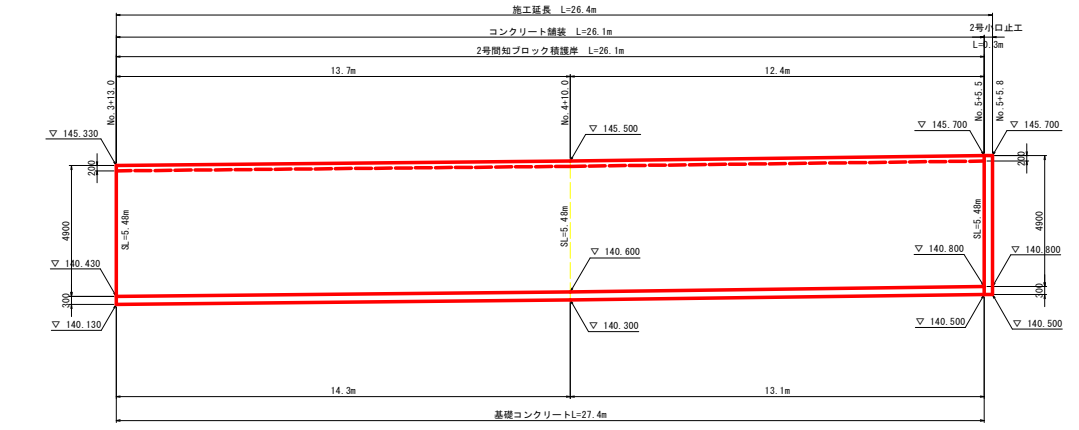 施工延長 L=26.4m
コンクリート舗装 L=26.1m
2号小口止工
L=0.3m
2号間知ブロック積護岸 L=26.1m
13.7m
12.4m
No.3+13.0
No.4+10.0
No.5+5.5
No.5+5.8
▽ 145.330
▽ 145.500
▽ 145.700
▽ 145.700
200
200
4900
SL=5.48m
SL=5.48m
SL=5.48m
4900
▽ 140.430
▽ 140.600
▽ 140.800
▽ 140.800
300
300
▽ 140.130
▽ 140.300
▽ 140.500
▽ 140.500
14.3m
13.1m
基礎コンクリートL=27.4m